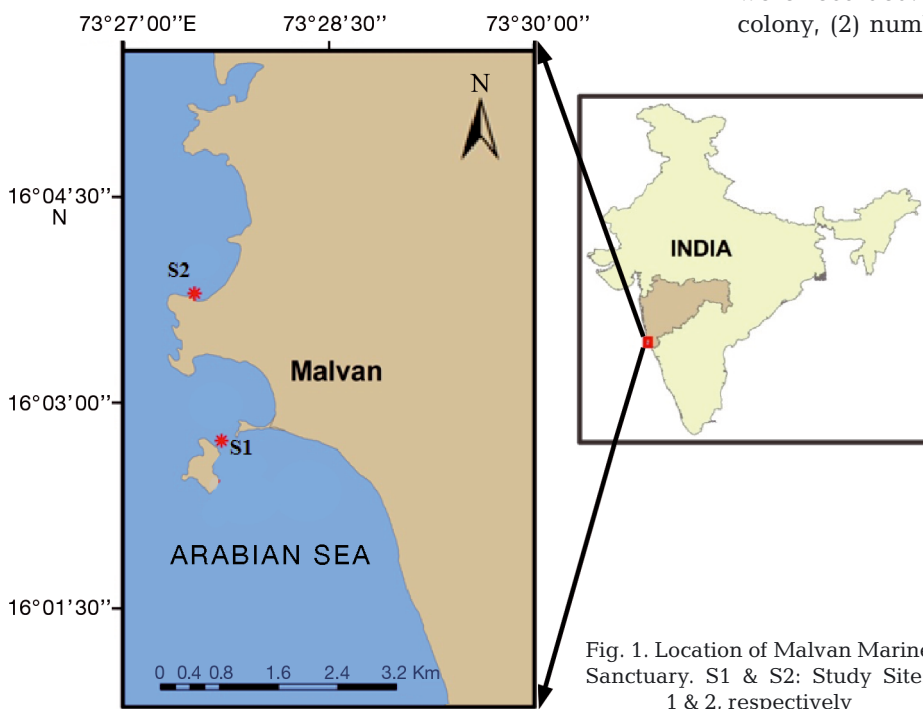 73°27'00''E 73°28'50'' 73°30'00''
colony, (2) num
N
16°04'30''
N
S2
INDIA
Malvan
16°03'00''
S1
ARABIAN SEA
16°01'30''
0 0.4 0.8 1.6 2.4 3.2 Km
Fig. 1. Location of Malvan Marine
Sanctuary. S1 & S2: Study Site
1 & 2, respectively